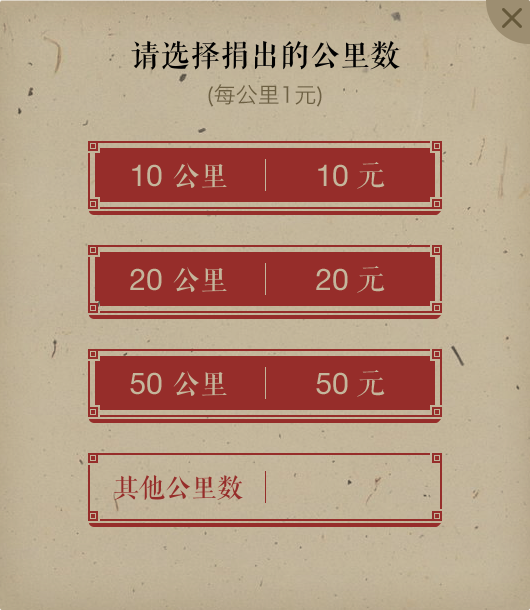 请选择捐出的公里数
(每公里1元)
10 公里 10 元
20 公里 20 元
50 公里 50 元
其他公里数